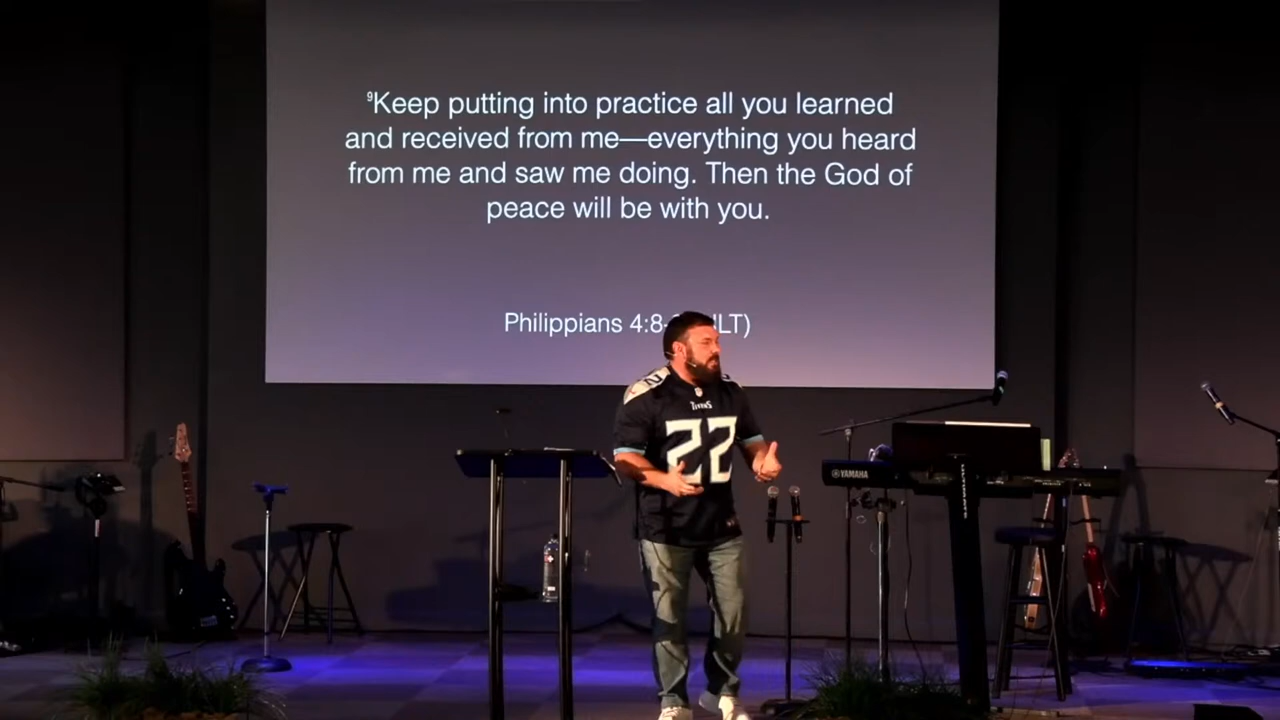 ⁹Keep putting into practice all you learned
and received from me—everything you heard
from me and saw me doing. Then the God of
peace will be with you.
Philippians 4:8- LT)
TITANS
22
YAMAHA